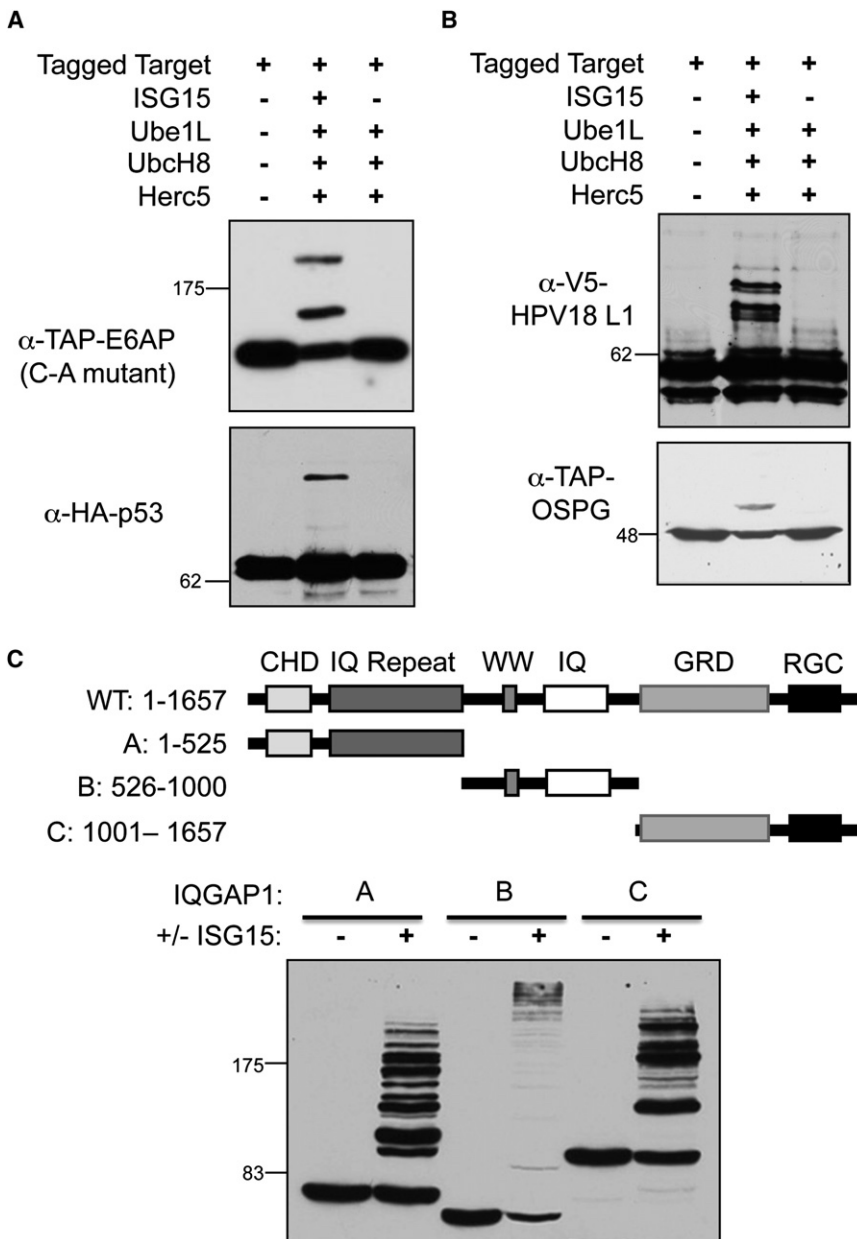 A
Tagged Target + + +
ISG15 - + -
Ube1L - + +
UbcH8 - + +
Herc5 - + +
175
α-TAP-E6AP
(C-A mutant)
α-HA-p53
62
B
Tagged Target + + +
ISG15 - + -
Ube1L - + +
UbcH8 - + +
Herc5 - + +
α-V5-
HPV18 L1
62
α-TAP-
OSPG
48
C
CHD IQ Repeat WW IQ GRD RGC
WT: 1-1657
A: 1-525
B: 526-1000
C: 1001– 1657
IQGAP1: A B C
+/- ISG15: - + - + - +
175
83